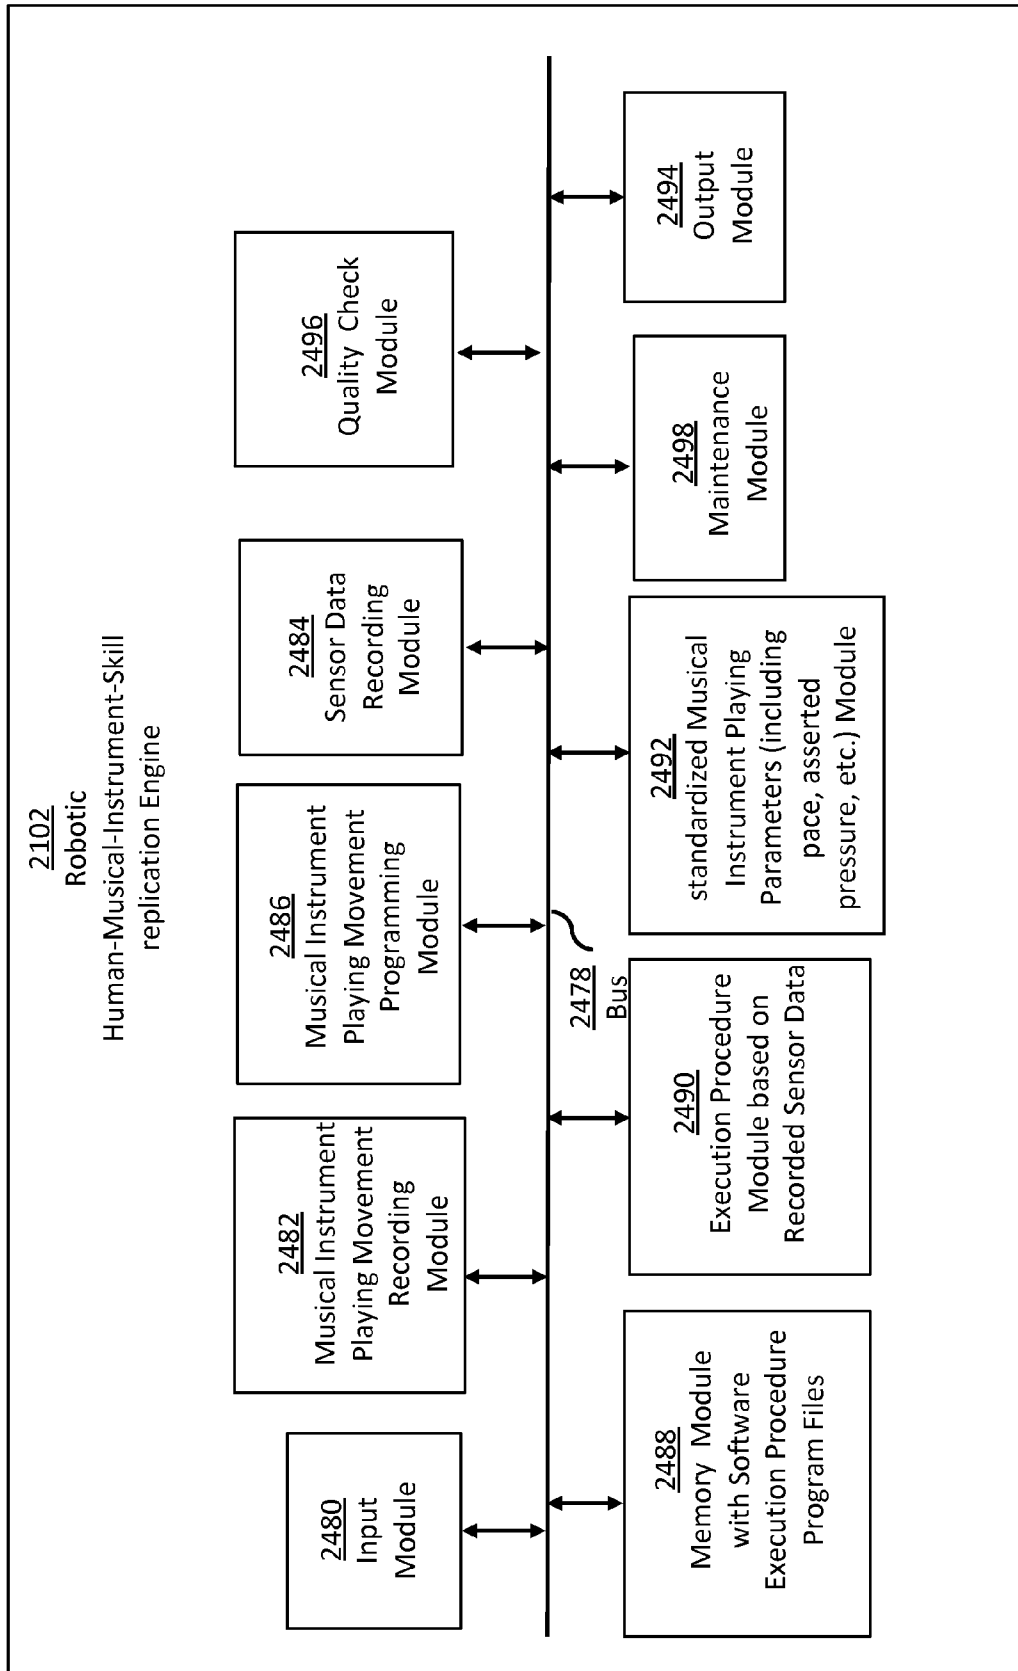 2102
Robotic
Human-Musical-Instrument-Skill
replication Engine
2480
Input
Module
2482
Musical Instrument
Playing Movement
Recording
Module
2486
Musical Instrument
Playing Movement
Programming
Module
2484
Sensor Data
Recording
Module
2496
Quality Check
Module
2478
Bus
2488
Memory Module
with Software
Execution Procedure
Program Files
2490
Execution Procedure
Module based on
Recorded Sensor Data
2492
standardized Musical
Instrument Playing
Parameters (including
pace, asserted
pressure, etc.) Module
2498
Maintenance
Module
2494
Output
Module